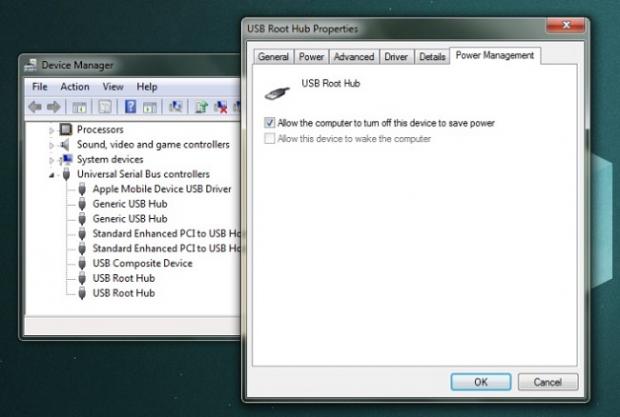 Device Manager
File Action View Help
Processors
Sound, video and game controllers
System devices
Universal Serial Bus controllers
Apple Mobile Device USB Driver
Generic USB Hub
Generic USB Hub
Standard Enhanced PCI to USB Ho
Standard Enhanced PCI to USB Ho
USB Composite Device
USB Root Hub
USB Root Hub
USB Root Hub Properties
General Power Advanced Driver Details Power Management
USB Root Hub
Allow the computer to turn off this device to save power
Allow this device to wake the computer
OK Cancel